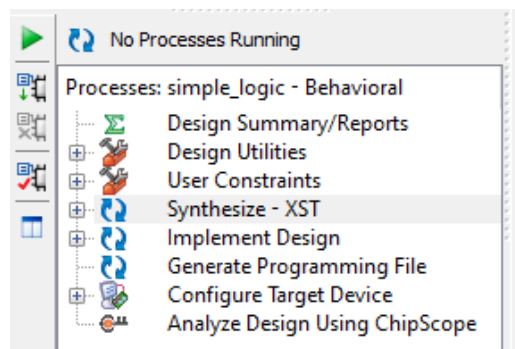 No Processes Running
Processes: simple_logic - Behavioral
Design Summary/Reports
Design Utilities
User Constraints
Synthesize - XST
Implement Design
Generate Programming File
Configure Target Device
Analyze Design Using ChipScope